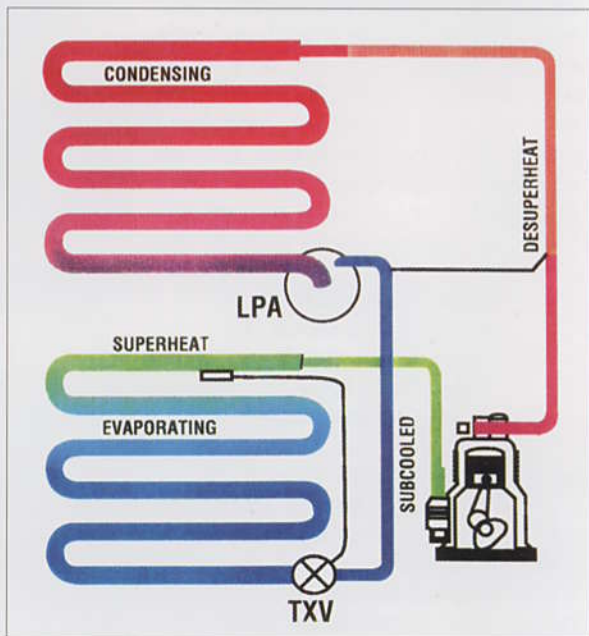 CONDENSING
DESUPERHEAT
LPA
SUPERHEAT
EVAPORATING
SUBCOOLED
TXV